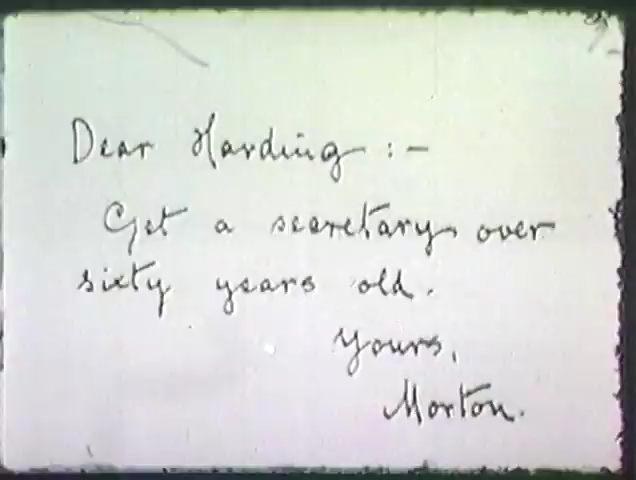 Dear Harding :-
Get a secretary over
sixty years old.
Yours,
Morton.